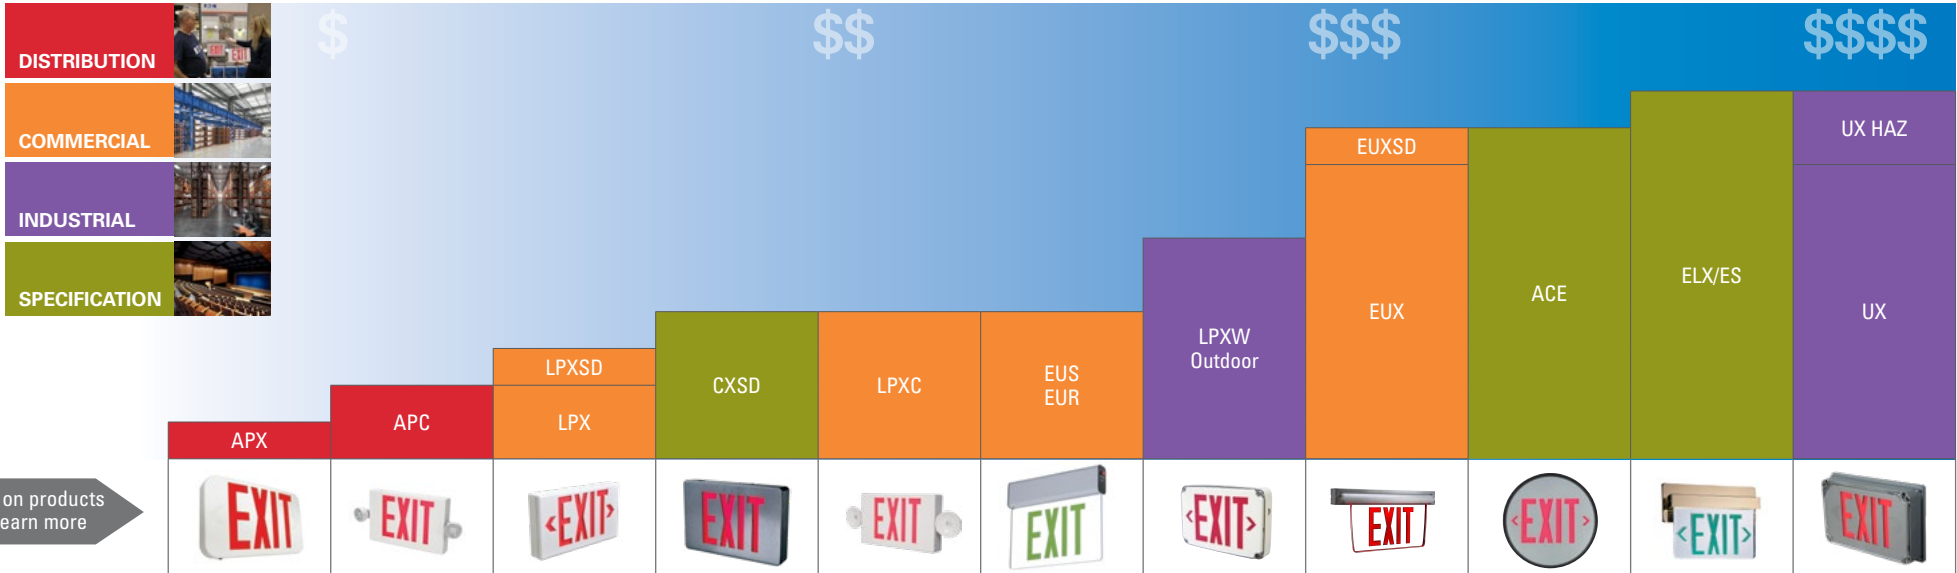 $
$$
$$$
$$$$
DISTRIBUTION
COMMERCIAL
INDUSTRIAL
SPECIFICATION
APX
APC
LPXSD
LPX
CXSD
LPXC
EUS
EUR
LPXW
Outdoor
EUXSD
EUX
ACE
ELX/ES
UX HAZ
UX
on products
earn more
EXIT
EXIT
<EXIT>
EXIT
EXIT
EXIT
<EXIT>
EXIT
<EXIT>
<EXIT>
EXIT